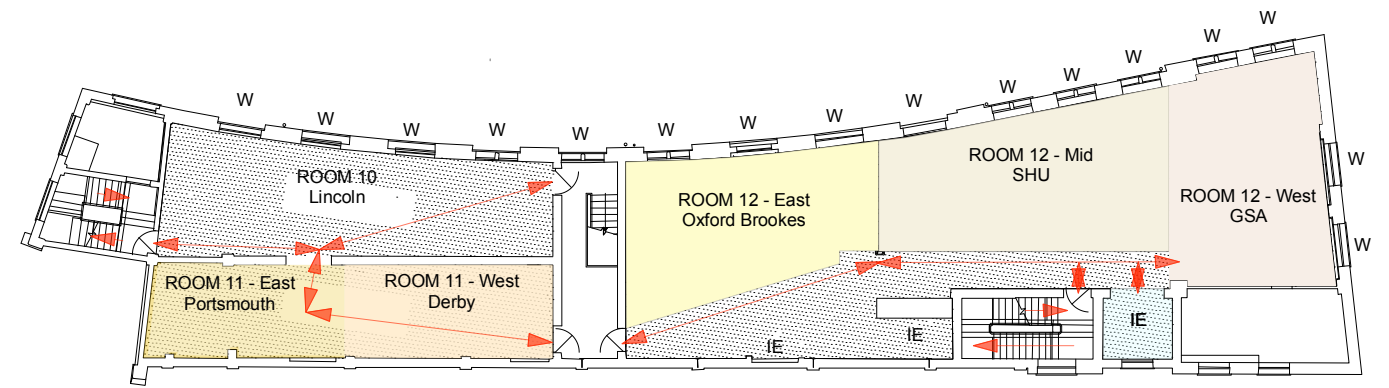 W
W
W
W
W
W
W
W
W
W
W
W
W
W
ROOM 10
Lincoln
ROOM 12 - Mid
SHU
ROOM 12 - East
Oxford Brookes
ROOM 12 - West
GSA
W
W
ROOM 11 - East
Portsmouth
ROOM 11 - West
Derby
IE
IE
IE